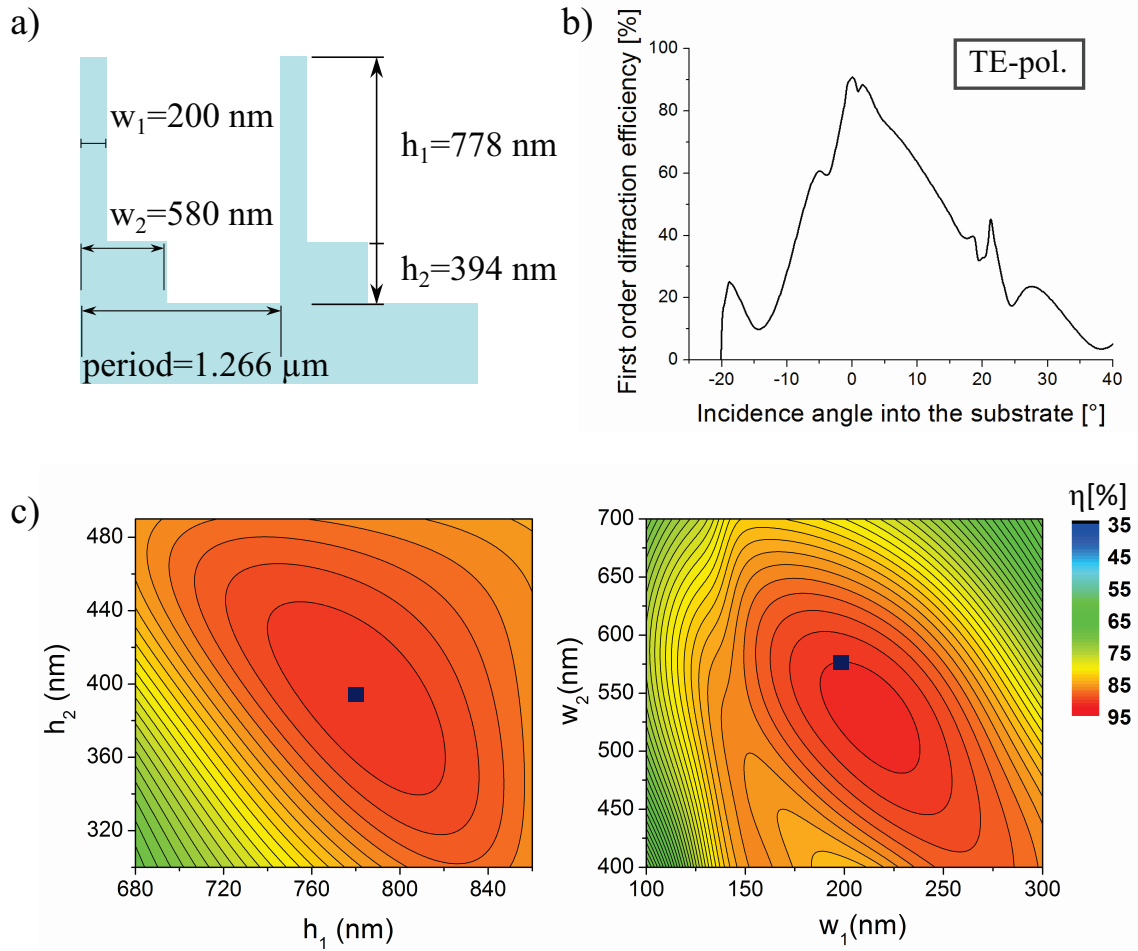 a)
w1=200 nm
h1=778 nm
w2=580 nm
h2=394 nm
period=1.266 µm
b)
First order diffraction efficiency [%]
TE-pol.
100
80
60
40
20
0
-20 -10 0 10 20 30 40
Incidence angle into the substrate [°]
c)
h2 (nm)
480
440
400
360
320
680 720 760 800 840
h1 (nm)
w2(nm)
700
650
600
550
500
450
400
100 150 200 250 300
w1(nm)
η[%]
35
45
55
65
75
85
95